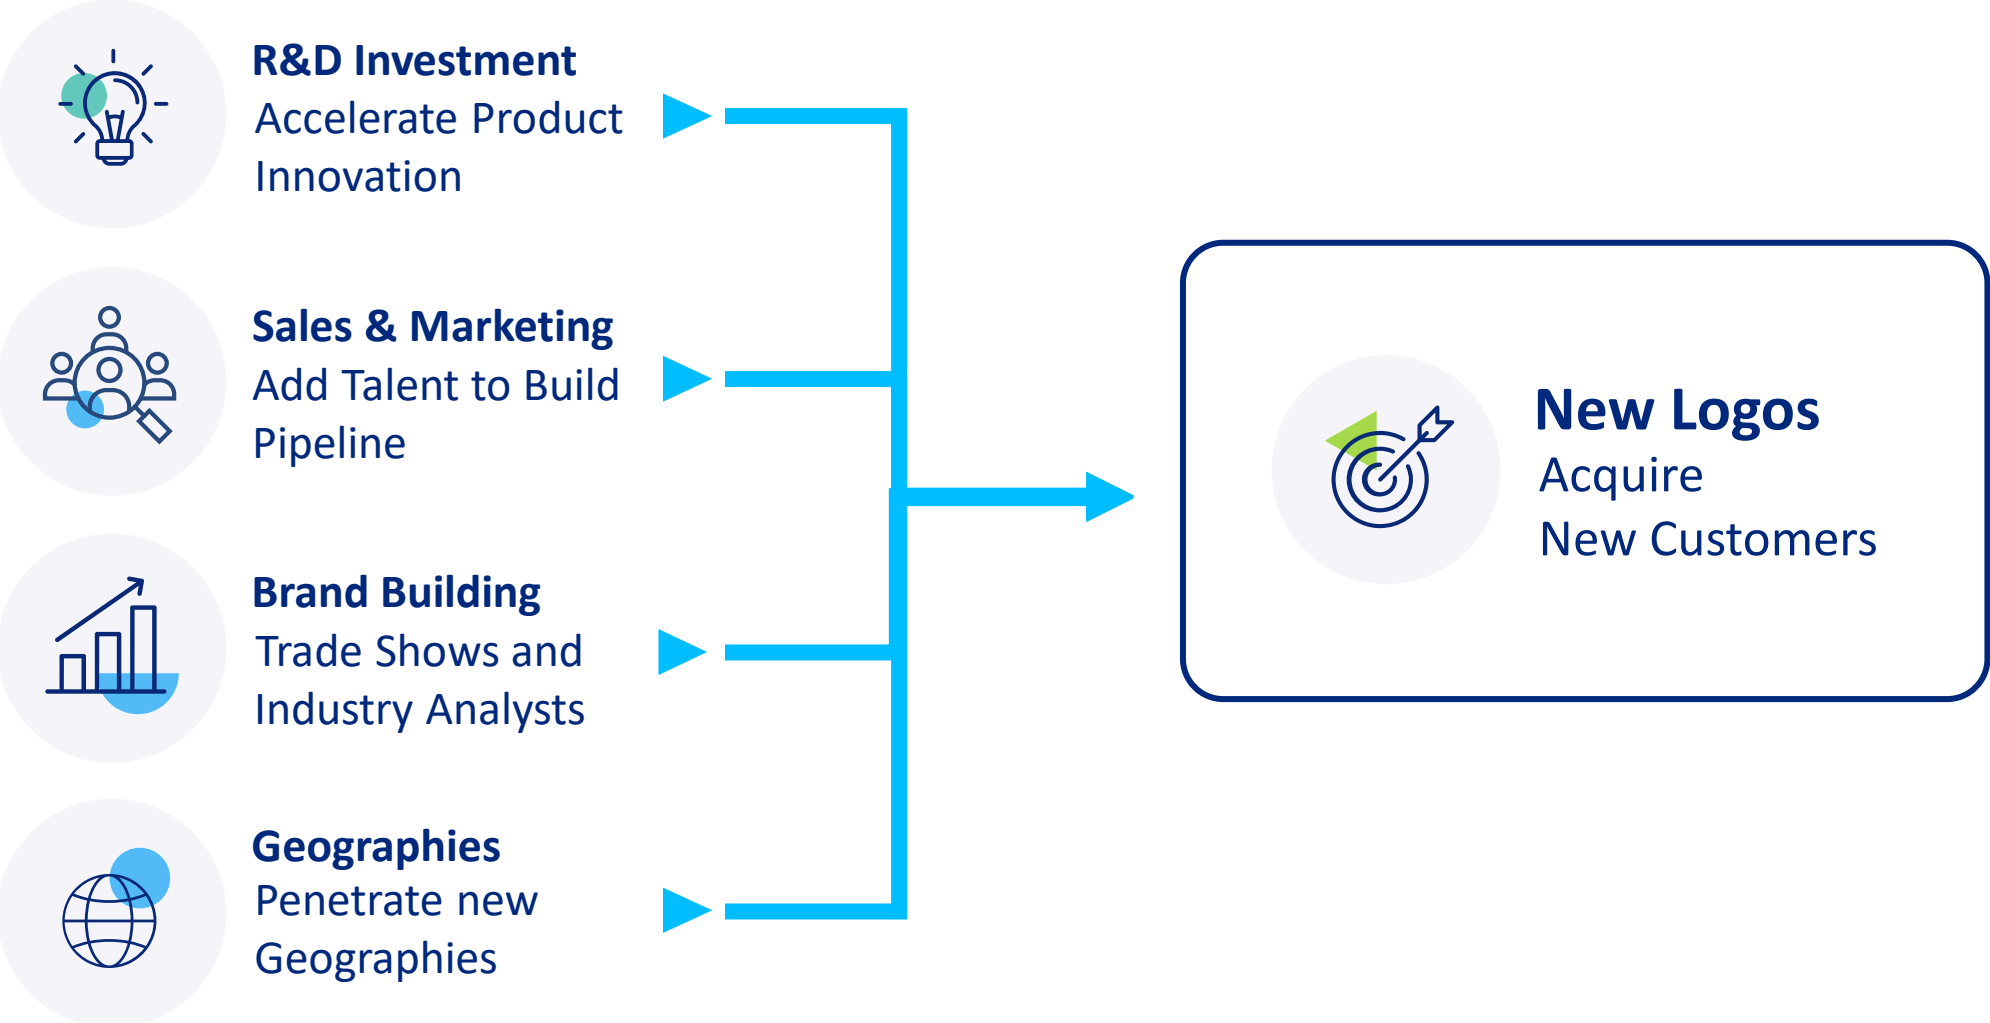 R&D Investment
Accelerate Product
Innovation
Sales & Marketing
Add Talent to Build
Pipeline
Brand Building
Trade Shows and
Industry Analysts
Geographies
Penetrate new
Geographies
New Logos
Acquire
New Customers